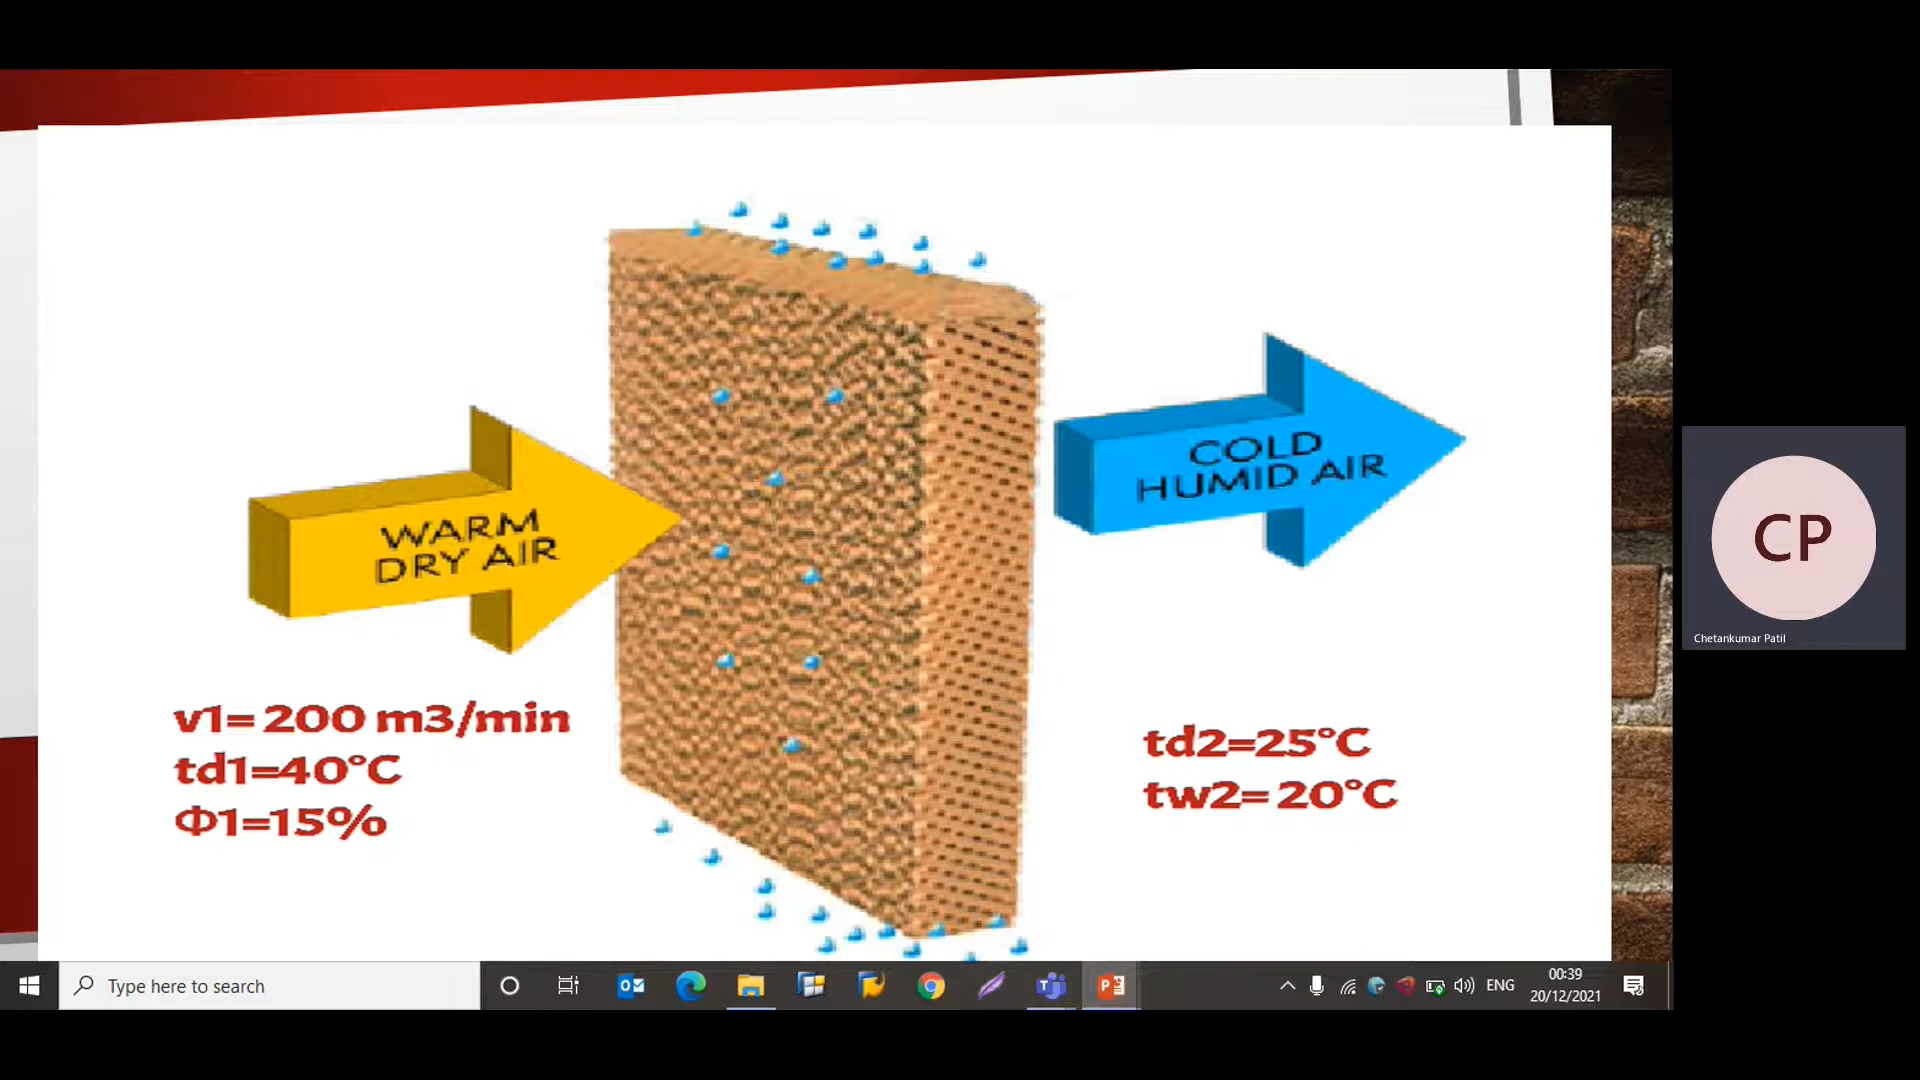 WARM
DRY AIR
COLD
HUMID AIR
v1= 200 m3/min
td1=40°C
Φ1=15%
td2=25°C
tw2= 20°C
CP
Chetankumar Patil
Type here to search
ENG
00:39
20/12/2021